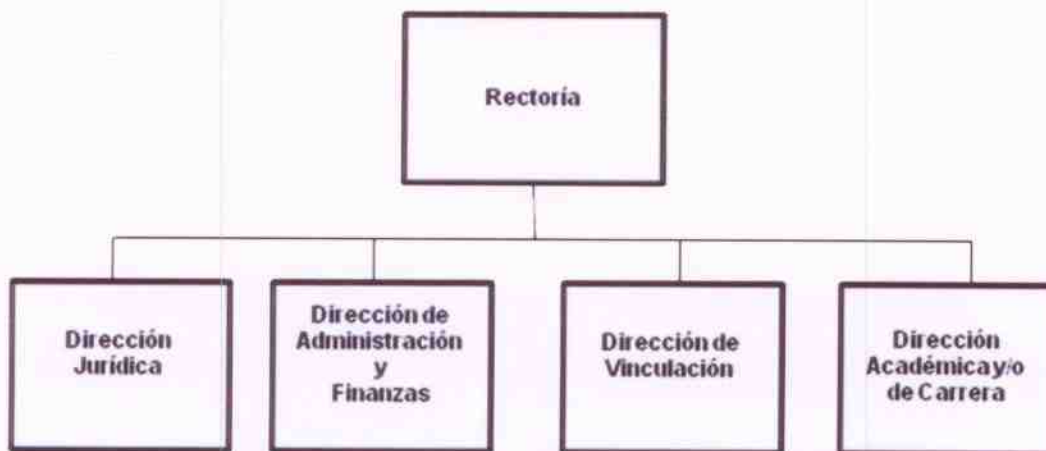 Rectoría
Dirección
Jurídica
Dirección de
Administración
y
Finanzas
Dirección de
Vinculación
Dirección
Académica y/o
de Carrera